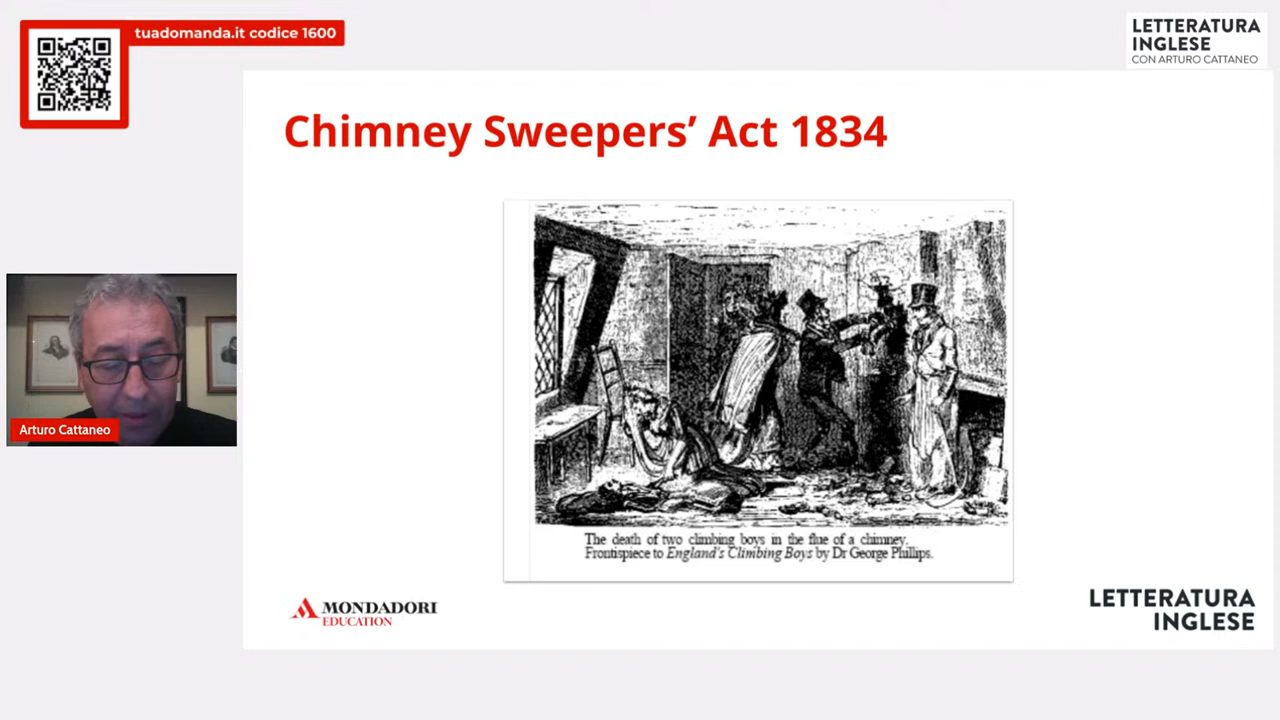 tuadomanda.it codice 1600
LETTERATURA
INGLESE
CON ARTURO CATTANEO
Chimney Sweepers’ Act 1834
Arturo Cattaneo
The death of two climbing boys in the flue of a chimney.
Frontispiece to England's Climbing Boys by Dr George Phillips.
MONDADORI
EDUCATION
LETTERATURA
INGLESE